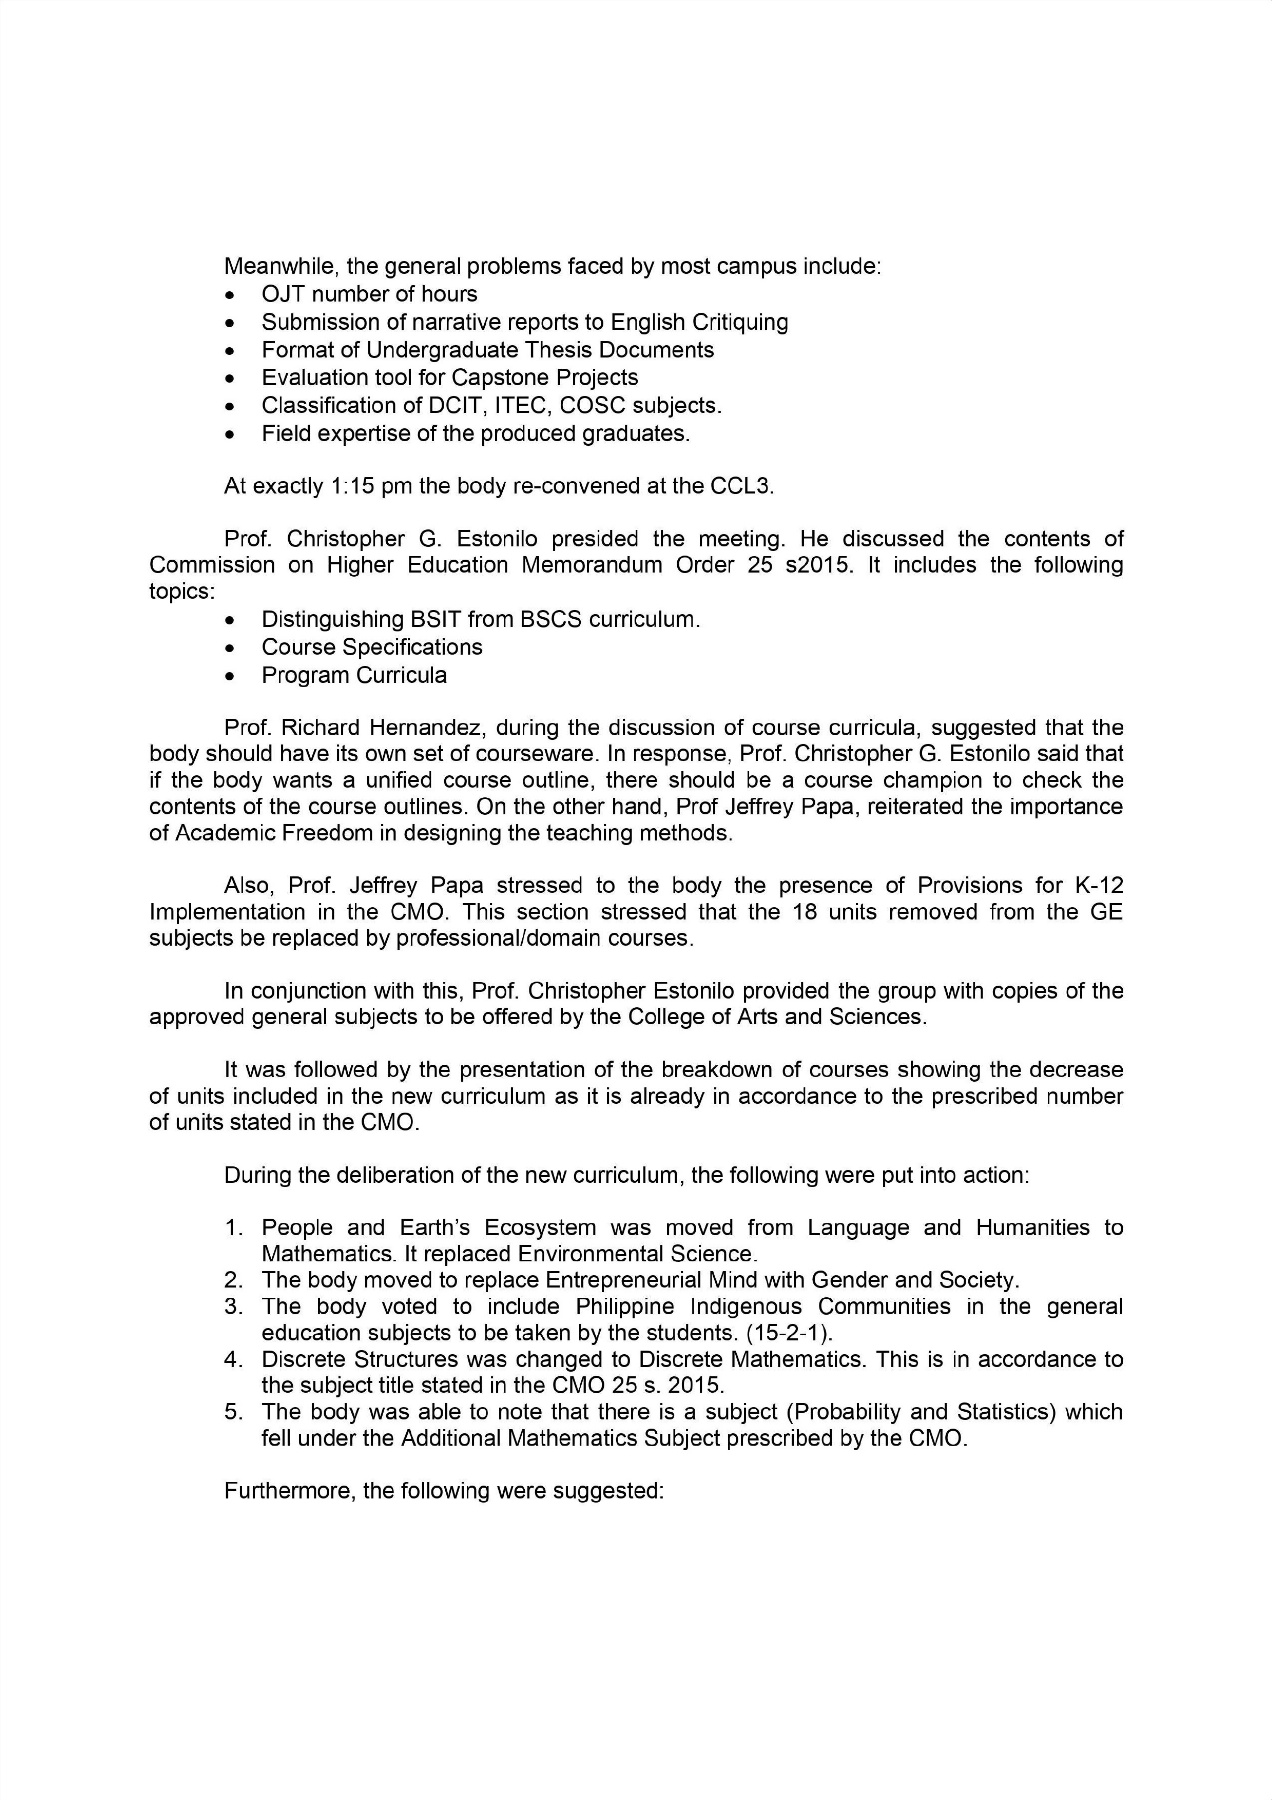 Meanwhile, the general problems faced by most campus include:
• OJT number of hours
• Submission of narrative reports to English Critiquing
• Format of Undergraduate Thesis Documents
• Evaluation tool for Capstone Projects
• Classification of DCIT, ITEC, COSC subjects.
• Field expertise of the produced graduates.
At exactly 1:15 pm the body re-convened at the CCL3.
Prof. Christopher G. Estonilo presided the meeting. He discussed the contents of
Commission on Higher Education Memorandum Order 25 s2015. It includes the following
topics:
• Distinguishing BSIT from BSCS curriculum.
• Course Specifications
• Program Curricula
Prof. Richard Hernandez, during the discussion of course curricula, suggested that the
body should have its own set of courseware. In response, Prof. Christopher G. Estonilo said that
if the body wants a unified course outline, there should be a course champion to check the
contents of the course outlines. On the other hand, Prof Jeffrey Papa, reiterated the importance
of Academic Freedom in designing the teaching methods.
Also, Prof. Jeffrey Papa stressed to the body the presence of Provisions for K-12
Implementation in the CMO. This section stressed that the 18 units removed from the GE
subjects be replaced by professional/domain courses.
In conjunction with this, Prof. Christopher Estonilo provided the group with copies of the
approved general subjects to be offered by the College of Arts and Sciences.
It was followed by the presentation of the breakdown of courses showing the decrease
of units included in the new curriculum as it is already in accordance to the prescribed number
of units stated in the CMO.
During the deliberation of the new curriculum, the following were put into action:
1. People and Earth's Ecosystem was moved from Language and Humanities to
Mathematics. It replaced Environmental Science.
2. The body moved to replace Entrepreneurial Mind with Gender and Society.
3. The body voted to include Philippine Indigenous Communities in the general
education subjects to be taken by the students. (15-2-1).
4. Discrete Structures was changed to Discrete Mathematics. This is in accordance to
the subject title stated in the CMO 25 s. 2015.
5. The body was able to note that there is a subject (Probability and Statistics) which
fell under the Additional Mathematics Subject prescribed by the CMO.
Furthermore, the following were suggested: